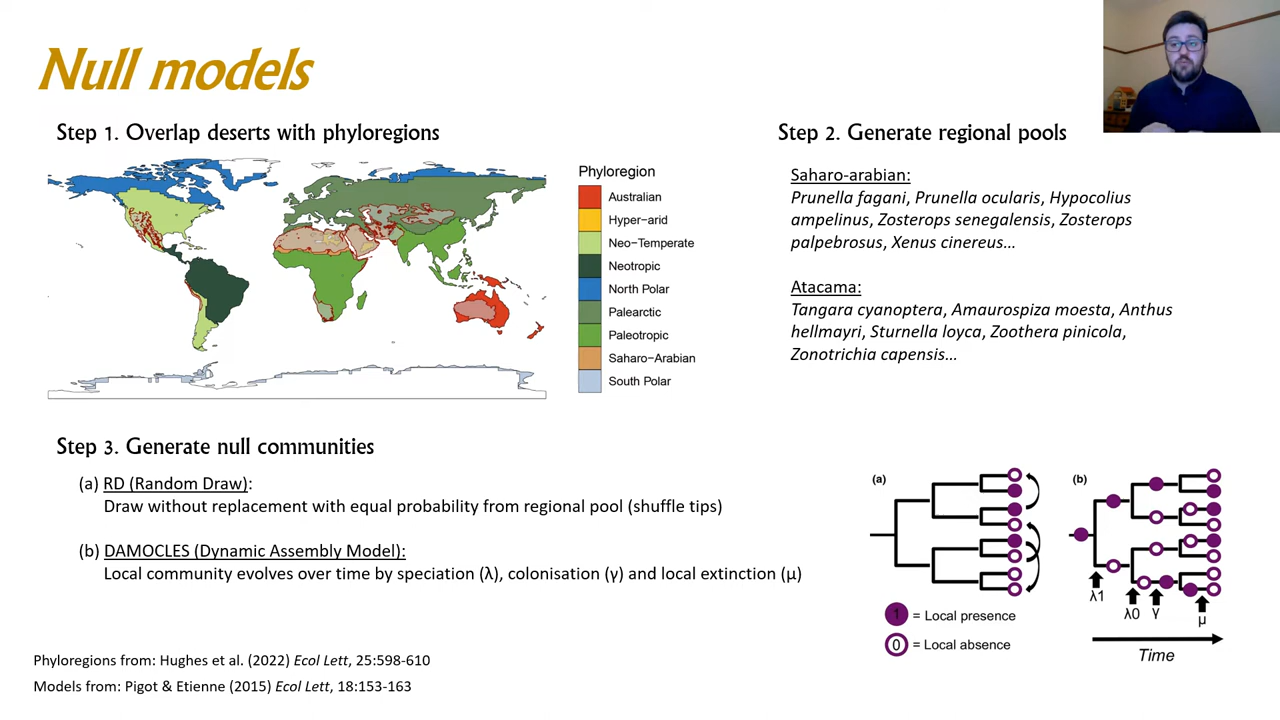 Null models
Step 1. Overlap deserts with phyloregions
Phyloregion
Australian
Hyper-arid
Neo-Temperate
Neotropic
North Polar
Palearctic
Paleotropic
Saharo-Arabian
South Polar
Step 2. Generate regional pools
Saharo-arabian:
Prunella fagani, Prunella ocularis, Hypocolius
ampelinus, Zosterops senegalensis, Zosterops
palpebrosus, Xenus cinereus...
Atacama:
Tangara cyanoptera, Amaurospiza moesta, Anthus
hellmayri, Sturnella loyca, Zoothera pinicola,
Zonotrichia capensis...
Step 3. Generate null communities
(a) RD (Random Draw):
Draw without replacement with equal probability from regional pool (shuffle tips)
(b) DAMOCLES (Dynamic Assembly Model):
Local community evolves over time by speciation (λ), colonisation (γ) and local extinction (μ)
(a)
1 = Local presence
0 = Local absence
(b)
λ1
λ0
γ
μ
Time
Phyloregions from: Hughes et al. (2022) Ecol Lett, 25:598-610
Models from: Pigot & Etienne (2015) Ecol Lett, 18:153-163